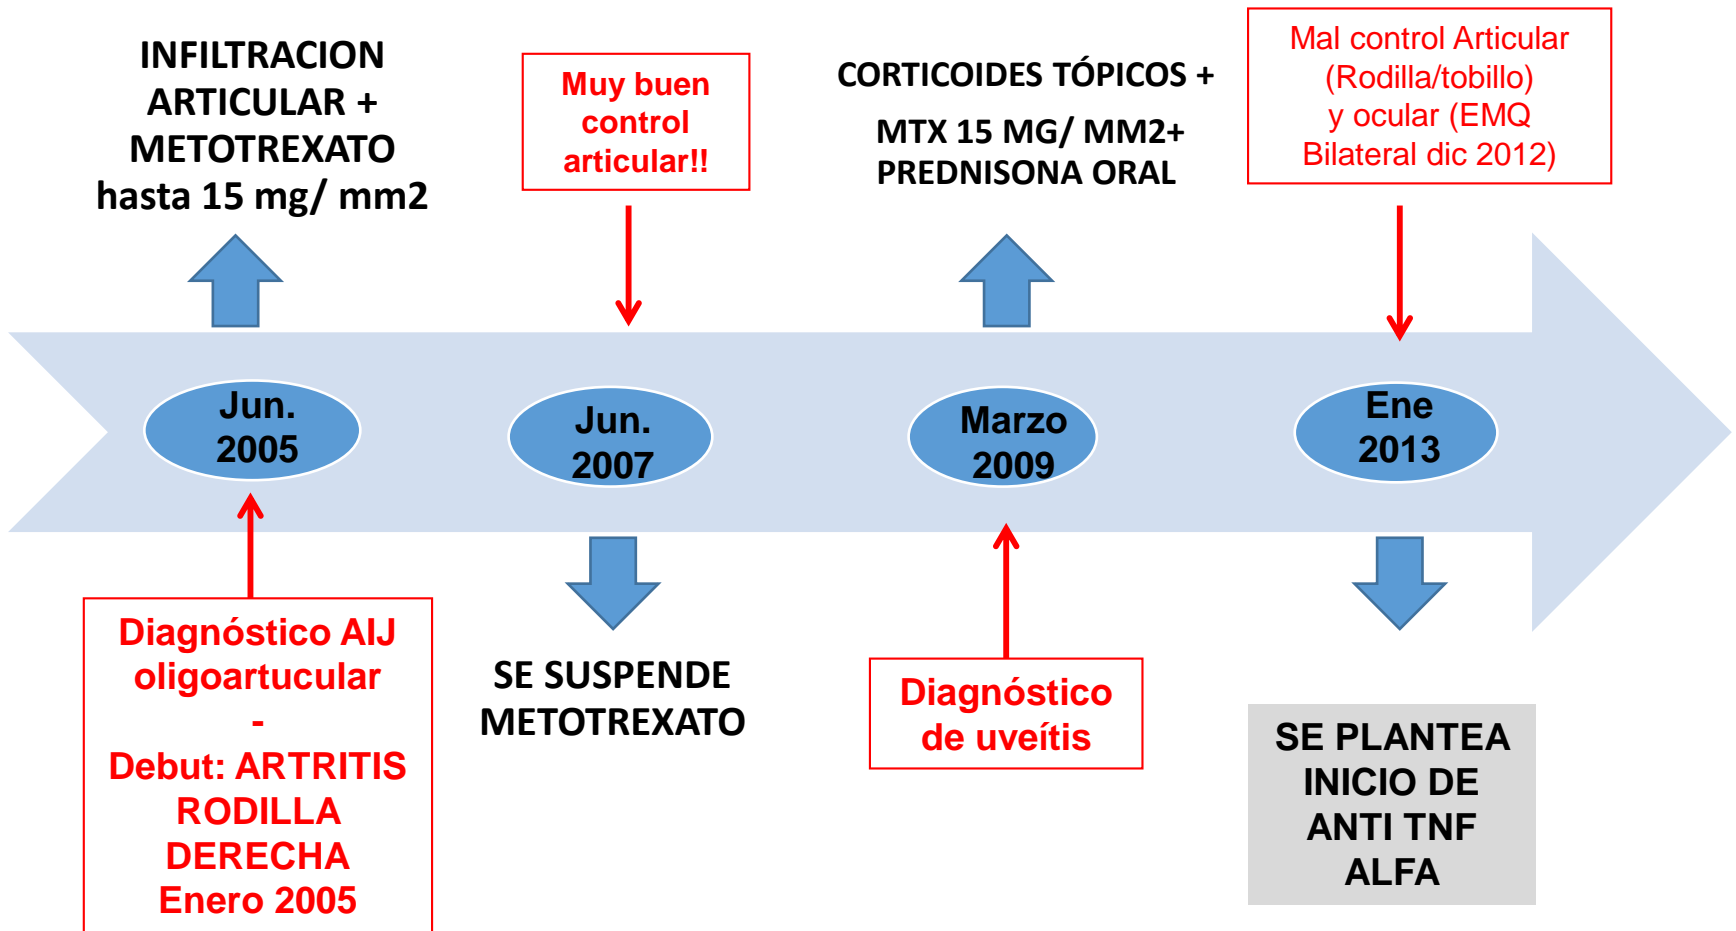 INFILTRACION
ARTICULAR +
METOTREXATO
hasta 15 mg/ mm2
Muy buen
control
articular!!
CORTICOIDES TÓPICOS +
MTX 15 MG/ MM2+
PREDNISONA ORAL
Mal control Articular
(Rodilla/tobillo)
y ocular (EMQ
Bilateral dic 2012)
Jun.
2005
Jun.
2007
Marzo
2009
Ene
2013
Diagnóstico AIJ
oligoartucular
-
Debut: ARTRITIS
RODILLA
DERECHA
Enero 2005
SE SUSPENDE
METOTREXATO
Diagnóstico
de uveítis
SE PLANTEA
INICIO DE
ANTI TNF
ALFA